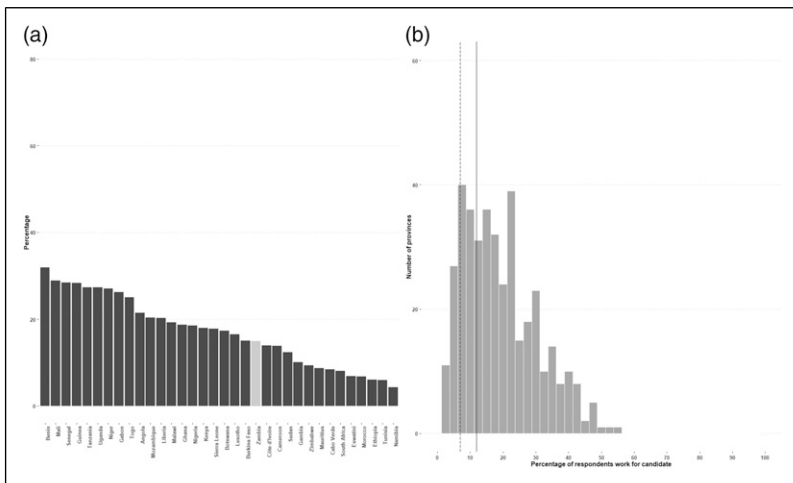 (a)
(b)
80
60
40
20
0
Percentage
Benin
Mali
Senegal
Guinea
Tanzania
Uganda
Niger
Gabon
Togo
Angola
Mozambique
Liberia
Malawi
Ghana
Nigeria
Kenya
Sierra Leone
Botswana
Lesotho
Burkina Faso
Zambia
Côte d'Ivoire
Cameroon
Sudan
Gambia
Zimbabwe
Mauritius
Cabo Verde
South Africa
Eswatini
Morocco
Ethiopia
Tunisia
Namibia
60
40
20
0
Number of provinces
0 10 20 30 40 50 60 70 80 90 100
Percentage of respondents work for candidate